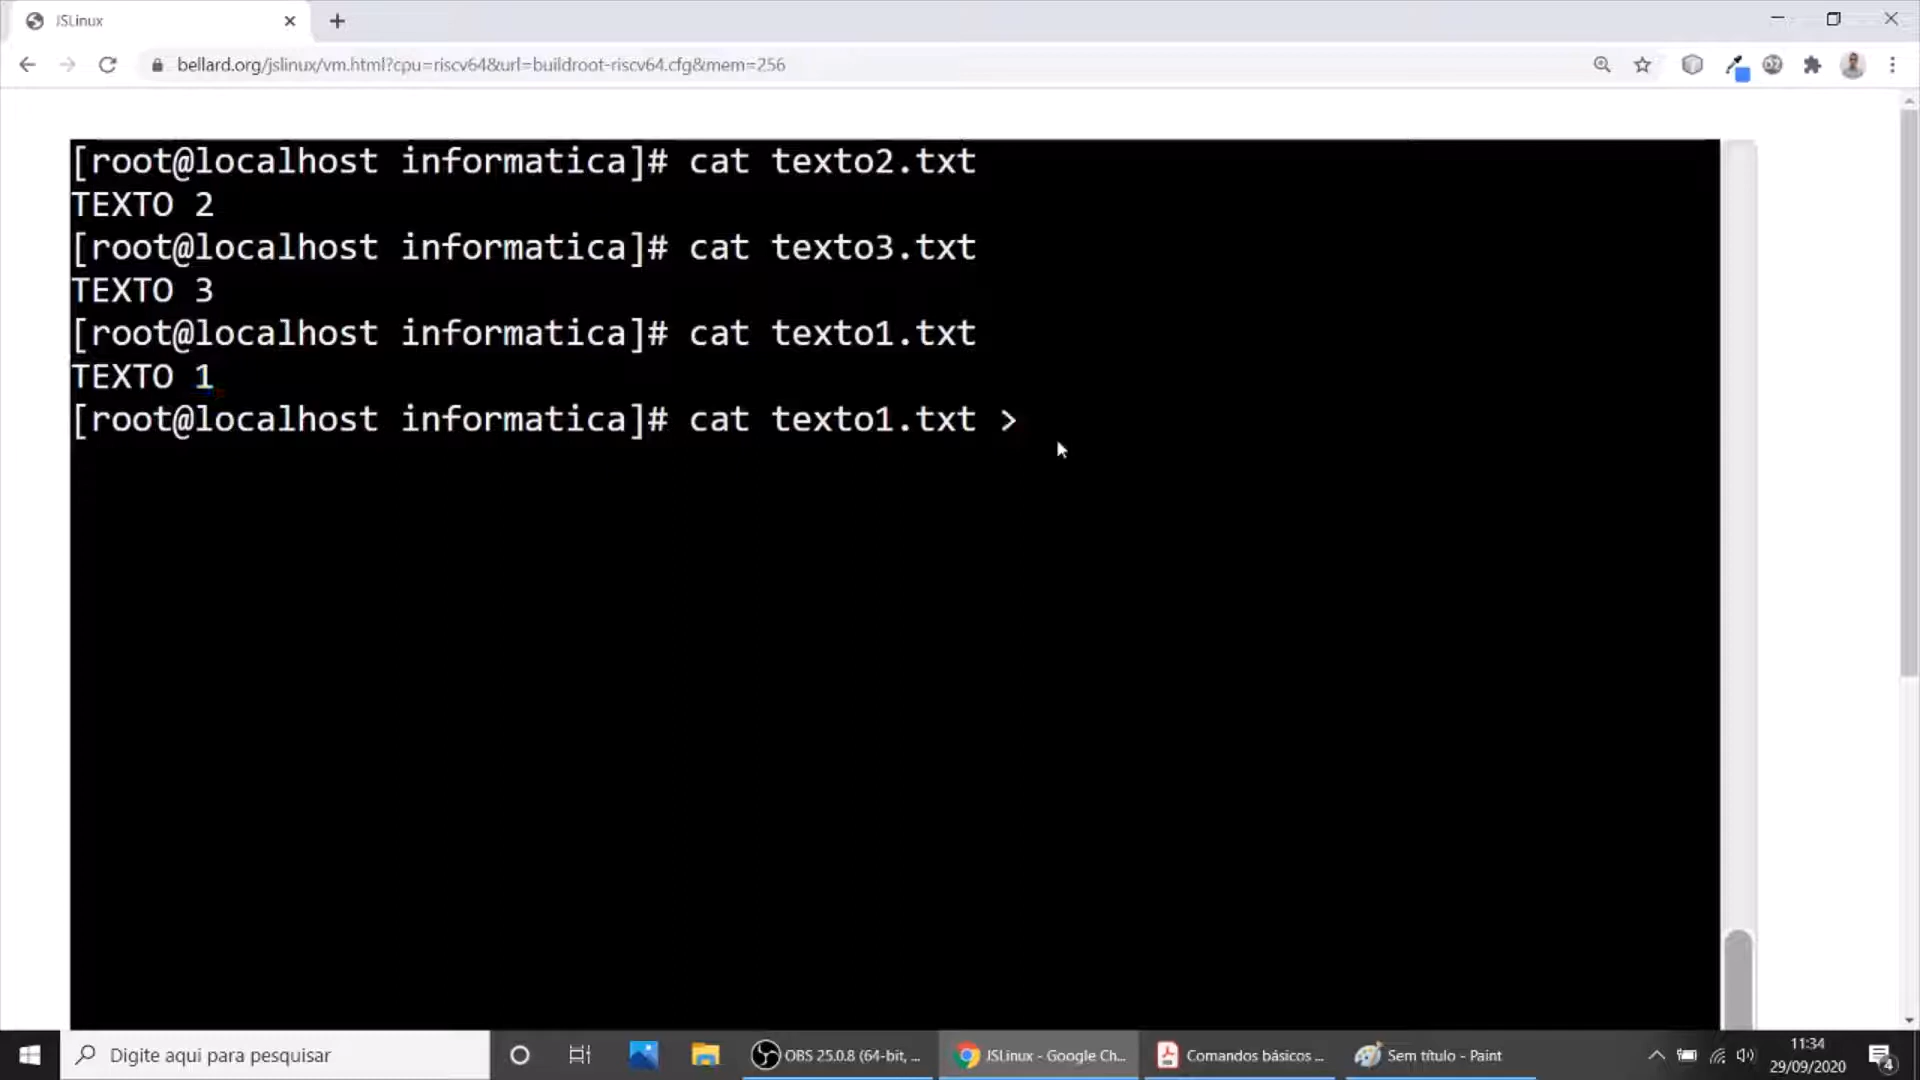 JSLinux
bellard.org/jslinux/vm.html?cpu=riscv64&url=buildroot-riscv64.cfg&mem=256
[root@localhost informatica]# cat texto2.txt
TEXTO 2
[root@localhost informatica]# cat texto3.txt
TEXTO 3
[root@localhost informatica]# cat texto1.txt
TEXTO 1
[root@localhost informatica]# cat texto1.txt >
Digite aqui para pesquisar
OBS 25.0.8 (64-bit, ...
JSLinux - Google Ch...
Comandos básicos ...
Sem título - Paint
11:34
29/09/2020
4